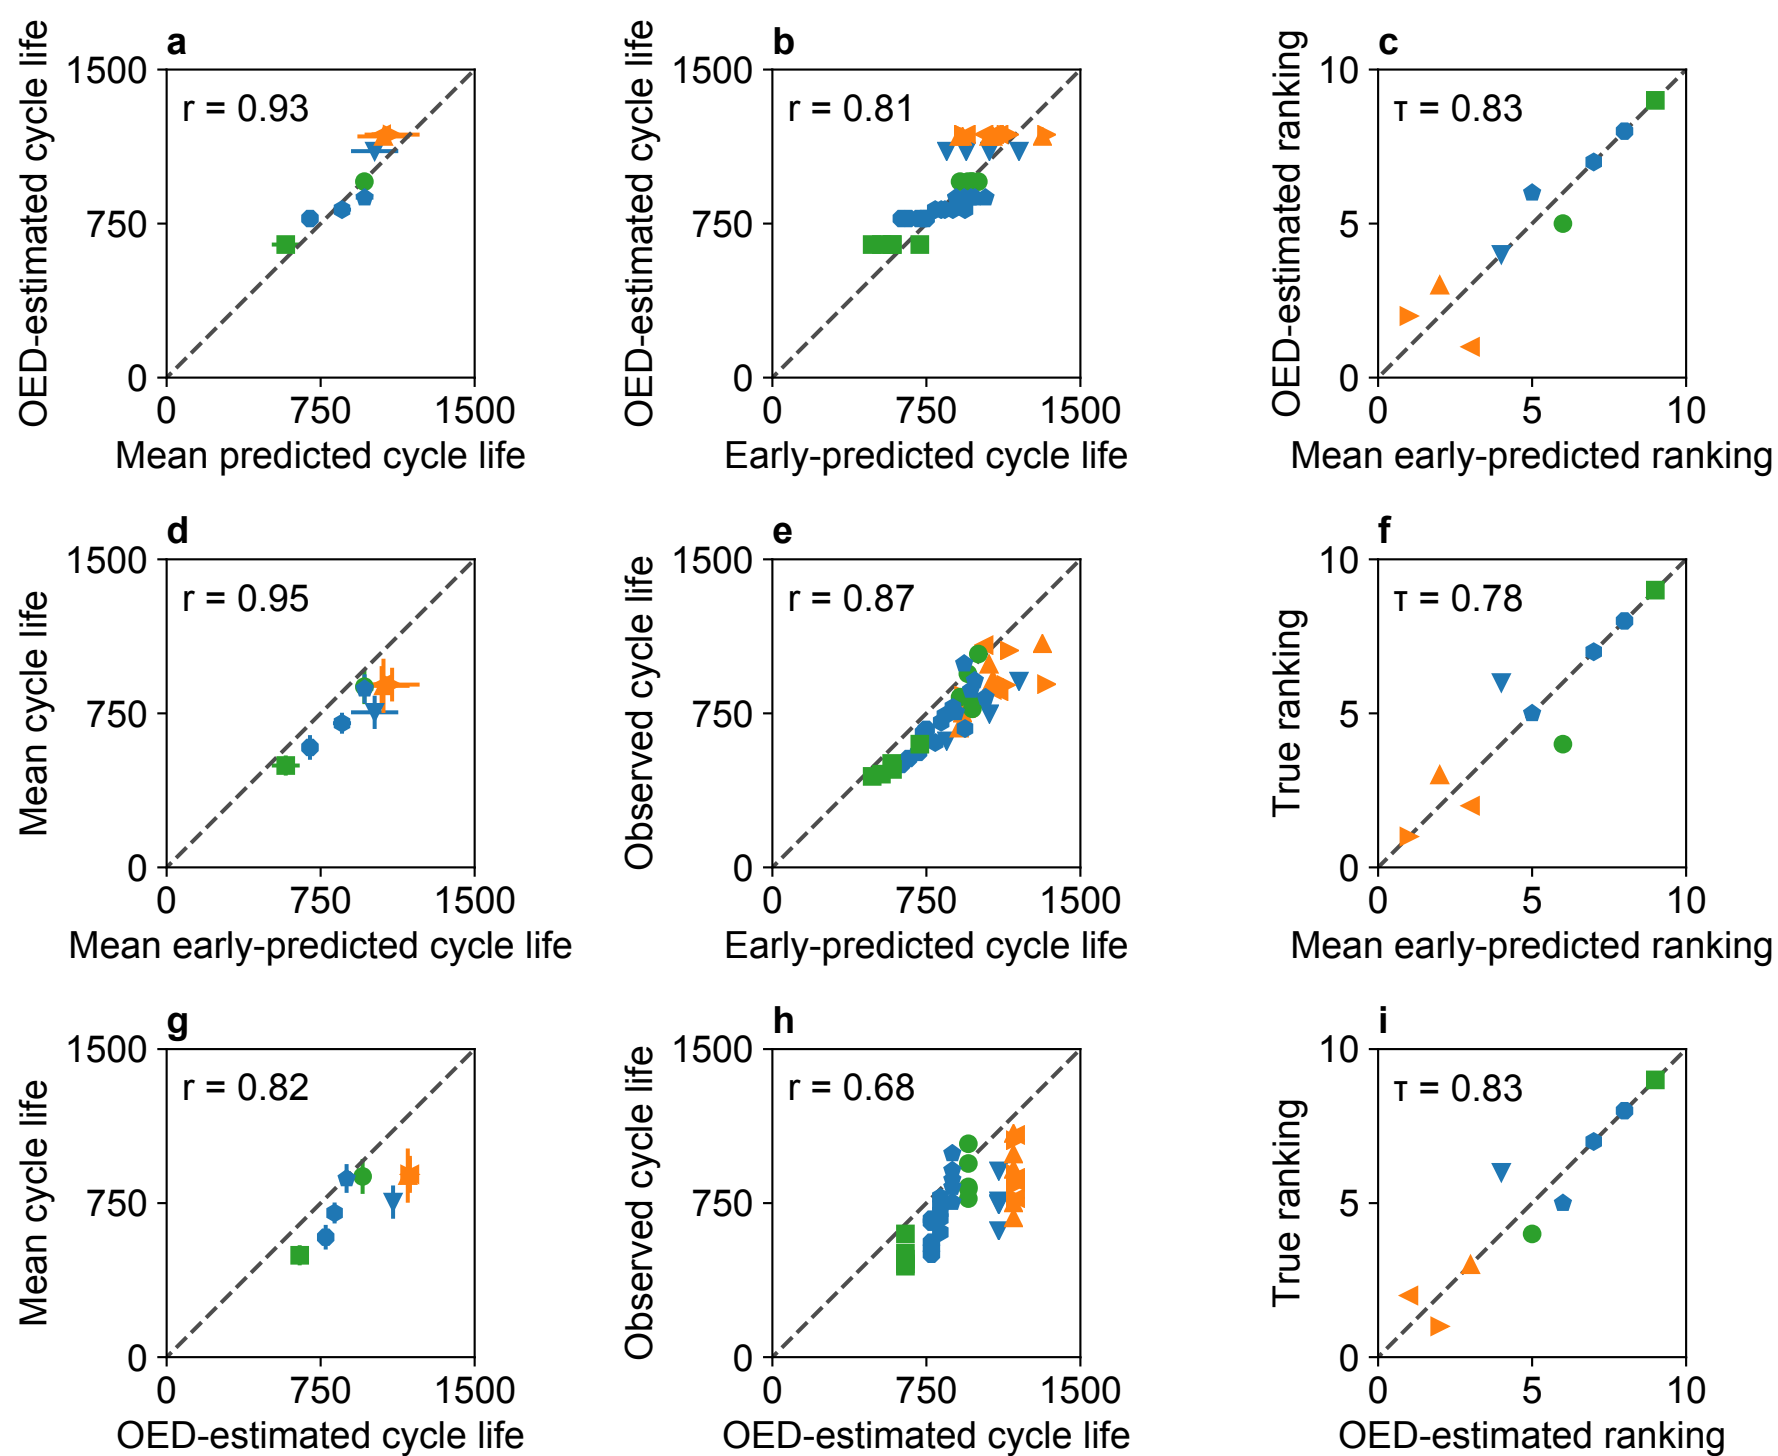 a
OED-estimated cycle life
1500
750
0
r = 0.93
0 750 1500
Mean predicted cycle life
b
OED-estimated cycle life
1500
750
0
r = 0.81
0 750 1500
Early-predicted cycle life
c
OED-estimated ranking
10
5
0
τ = 0.83
0 5 10
Mean early-predicted ranking
d
Mean cycle life
1500
750
0
r = 0.95
0 750 1500
Mean early-predicted cycle life
e
Observed cycle life
1500
750
0
r = 0.87
0 750 1500
Early-predicted cycle life
f
True ranking
10
5
0
τ = 0.78
0 5 10
Mean early-predicted ranking
g
Mean cycle life
1500
750
0
r = 0.82
0 750 1500
OED-estimated cycle life
h
Observed cycle life
1500
750
0
r = 0.68
0 750 1500
OED-estimated cycle life
i
True ranking
10
5
0
τ = 0.83
0 5 10
OED-estimated ranking